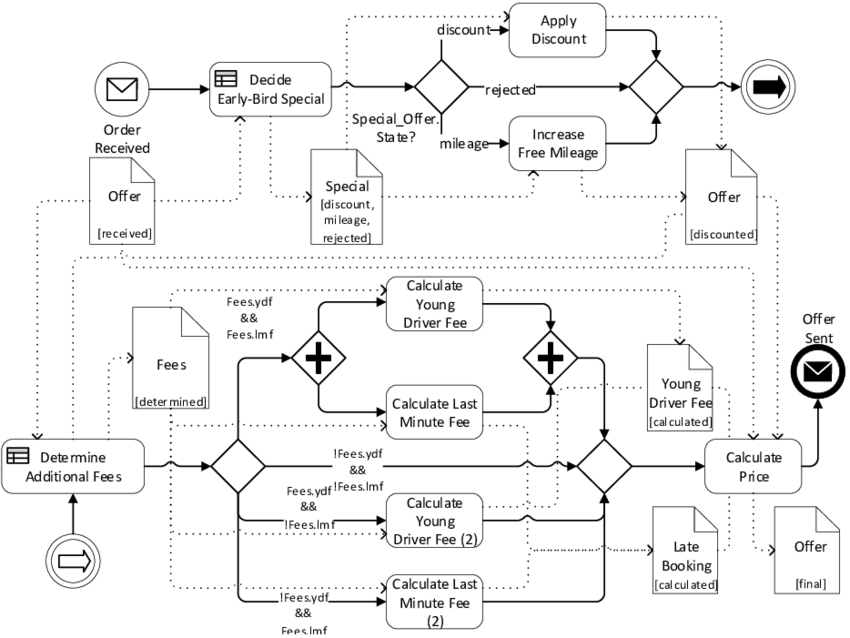 Apply
Discount
discount
Decide
Early-Bird Special
rejected
Special_Offer.
State?
Order
Received
mileage
Increase
Free Mileage
Offer
[received]
Special
[discount,
mileage,
rejected]
Offer
[discounted]
Calculate
Young
Driver Fee
Fees.ydf
&&
Fees.lmf
Offer
Sent
Fees
[determined]
Young
Driver Fee
[calculated]
Calculate Last
Minute Fee
Determine
Additional Fees
!Fees.ydf
&&
!Fees.lmf
Calculate
Price
Fees.ydf
&&
!Fees.lmf
Calculate
Young
Driver Fee (2)
Late
Booking
[calculated]
Offer
[final]
!Fees.ydf
&&
Fees.lmf
Calculate Last
Minute Fee
(2)